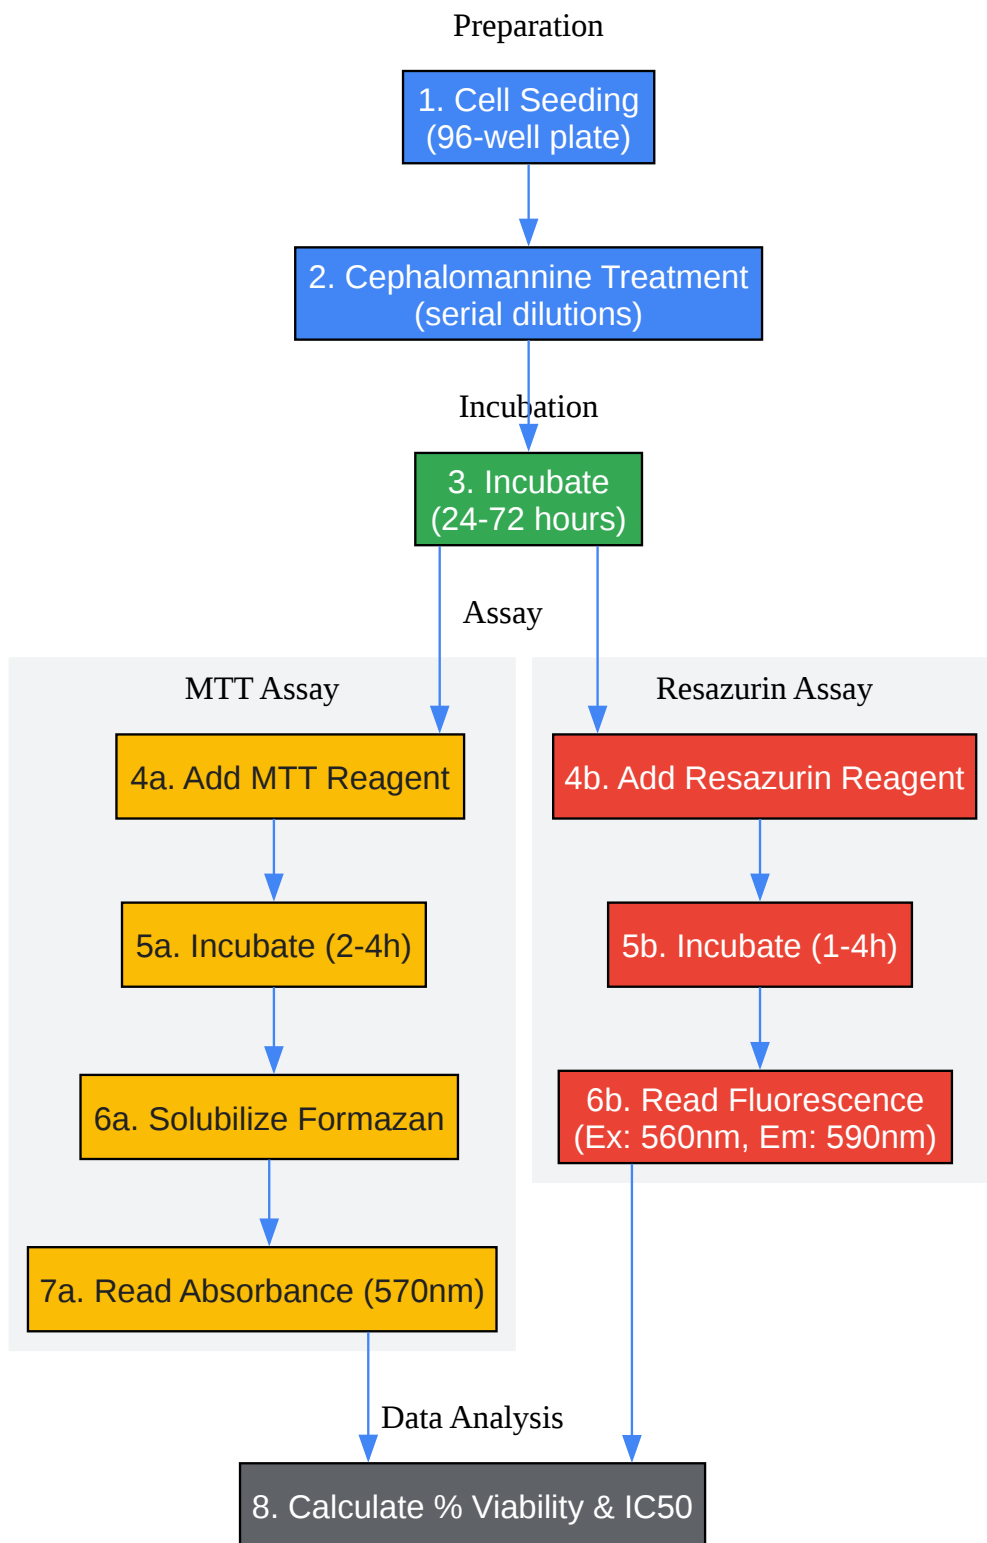 Preparation
1. Cell Seeding
(96-well plate)
2. Cephalomannine Treatment
(serial dilutions)
Incubation
3. Incubate
(24-72 hours)
Assay
MTT Assay
4a. Add MTT Reagent
5a. Incubate (2-4h)
6a. Solubilize Formazan
7a. Read Absorbance (570nm)
Resazurin Assay
4b. Add Resazurin Reagent
5b. Incubate (1-4h)
6b. Read Fluorescence
(Ex: 560nm, Em: 590nm)
Data Analysis
8. Calculate % Viability & IC50